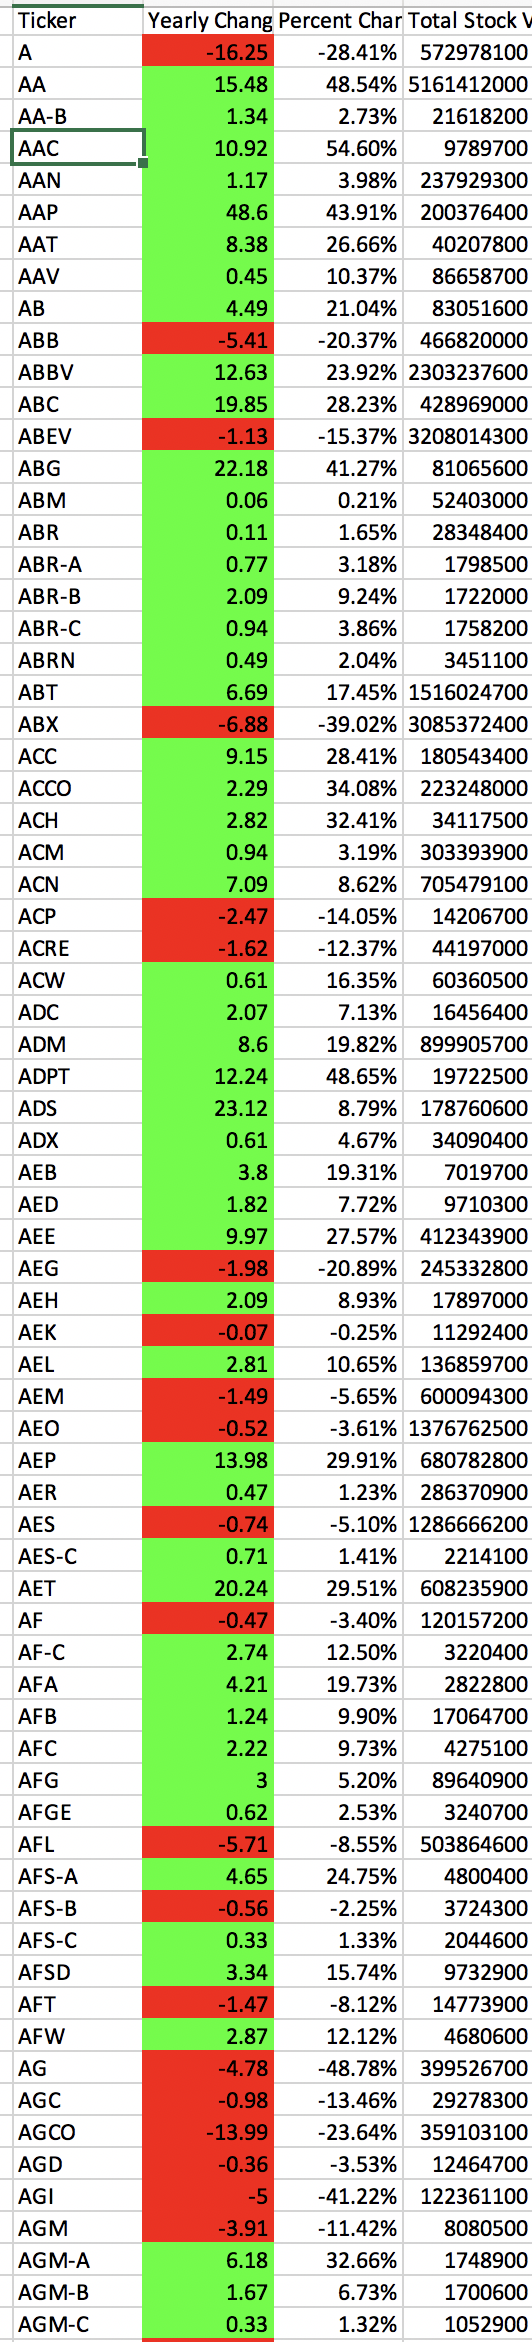 Ticker Yearly Chang Percent Char Total Stock V
A -16.25 -28.41% 572978100
AA 15.48 48.54% 5161412000
AA-B 1.34 2.73% 21618200
AAC 10.92 54.60% 9789700
AAN 1.17 3.98% 237929300
AAP 48.6 43.91% 200376400
AAT 8.38 26.66% 40207800
AAV 0.45 10.37% 86658700
AB 4.49 21.04% 83051600
ABB -5.41 -20.37% 466820000
ABBV 12.63 23.92% 2303237600
ABC 19.85 28.23% 428969000
ABEV -1.13 -15.37% 3208014300
ABG 22.18 41.27% 81065600
ABM 0.06 0.21% 52403000
ABR 0.11 1.65% 28348400
ABR-A 0.77 3.18% 1798500
ABR-B 2.09 9.24% 1722000
ABR-C 0.94 3.86% 1758200
ABRN 0.49 2.04% 3451100
ABT 6.69 17.45% 1516024700
ABX -6.88 -39.02% 3085372400
ACC 9.15 28.41% 180543400
ACCO 2.29 34.08% 223248000
ACH 2.82 32.41% 34117500
ACM 0.94 3.19% 303393900
ACN 7.09 8.62% 705479100
ACP -2.47 -14.05% 14206700
ACRE -1.62 -12.37% 44197000
ACW 0.61 16.35% 60360500
ADC 2.07 7.13% 16456400
ADM 8.6 19.82% 899905700
ADPT 12.24 48.65% 19722500
ADS 23.12 8.79% 178760600
ADX 0.61 4.67% 34090400
AEB 3.8 19.31% 7019700
AED 1.82 7.72% 9710300
AEE 9.97 27.57% 412343900
AEG -1.98 -20.89% 245332800
AEH 2.09 8.93% 17897000
AEK -0.07 -0.25% 11292400
AEL 2.81 10.65% 136859700
AEM -1.49 -5.65% 600094300
AEO -0.52 -3.61% 1376762500
AEP 13.98 29.91% 680782800
AER 0.47 1.23% 286370900
AES -0.74 -5.10% 1286666200
AES-C 0.71 1.41% 2214100
AET 20.24 29.51% 608235900
AF -0.47 -3.40% 120157200
AF-C 2.74 12.50% 3220400
AFA 4.21 19.73% 2822800
AFB 1.24 9.90% 17064700
AFC 2.22 9.73% 4275100
AFG 3 5.20% 89640900
AFGE 0.62 2.53% 3240700
AFL -5.71 -8.55% 503864600
AFS-A 4.65 24.75% 4800400
AFS-B -0.56 -2.25% 3724300
AFS-C 0.33 1.33% 2044600
AFSD 3.34 15.74% 9732900
AFT -1.47 -8.12% 14773900
AFW 2.87 12.12% 4680600
AG -4.78 -48.78% 399526700
AGC -0.98 -13.46% 29278300
AGCO -13.99 -23.64% 359103100
AGD -0.36 -3.53% 12464700
AGI -5 -41.22% 122361100
AGM -3.91 -11.42% 8080500
AGM-A 6.18 32.66% 1748900
AGM-B 1.67 6.73% 1700600
AGM-C 0.33 1.32% 1052900